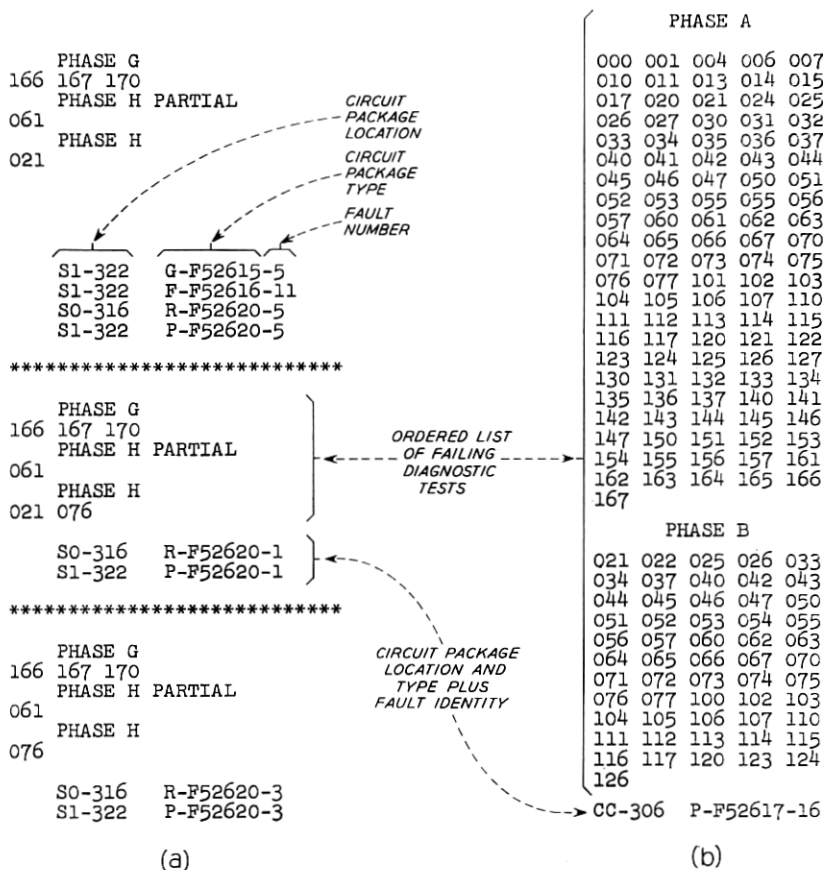 PHASE G
166 167 170
PHASE H PARTIAL
061
PHASE H
021
CIRCUIT
PACKAGE
LOCATION
CIRCUIT
PACKAGE
TYPE
FAULT
NUMBER
S1-322 G-F52615-5
S1-322 F-F52616-11
S0-316 R-F52620-5
S1-322 P-F52620-5
****************************
PHASE G
166 167 170
PHASE H PARTIAL
061
PHASE H
021 076
ORDERED LIST
OF FAILING
DIAGNOSTIC
TESTS
S0-316 R-F52620-1
S1-322 P-F52620-1
****************************
PHASE G
166 167 170
PHASE H PARTIAL
061
PHASE H
076
CIRCUIT PACKAGE
LOCATION AND
TYPE PLUS
FAULT IDENTITY
S0-316 R-F52620-3
S1-322 P-F52620-3
(a)
PHASE A
000 001 004 006 007
010 011 013 014 015
017 020 021 024 025
026 027 030 031 032
033 034 035 036 037
040 041 042 043 044
045 046 047 050 051
052 053 055 055 056
057 060 061 062 063
064 065 066 067 070
071 072 073 074 075
076 077 101 102 103
104 105 106 107 110
111 112 113 114 115
116 117 120 121 122
123 124 125 126 127
130 131 132 133 134
135 136 137 140 141
142 143 144 145 146
147 150 151 152 153
154 155 156 157 161
162 163 164 165 166
167
PHASE B
021 022 025 026 033
034 037 040 042 043
044 045 046 047 050
051 052 053 054 055
056 057 060 062 063
064 065 066 067 070
071 072 073 074 075
076 077 100 102 103
104 105 106 107 110
111 112 113 114 115
116 117 120 123 124
126
CC-306 P-F52617-16
(b)